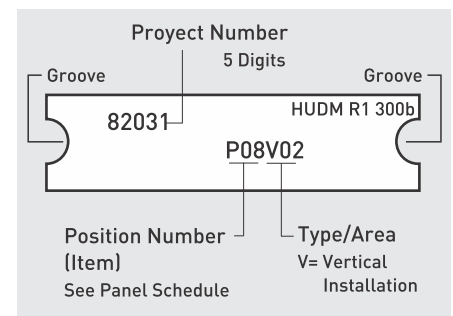 Proyect Number
5 Digits
Groove
Groove
HUDM R1 300b
82031
P08V02
Position Number
(Item)
See Panel Schedule
Type/Area
V= Vertical
Installation